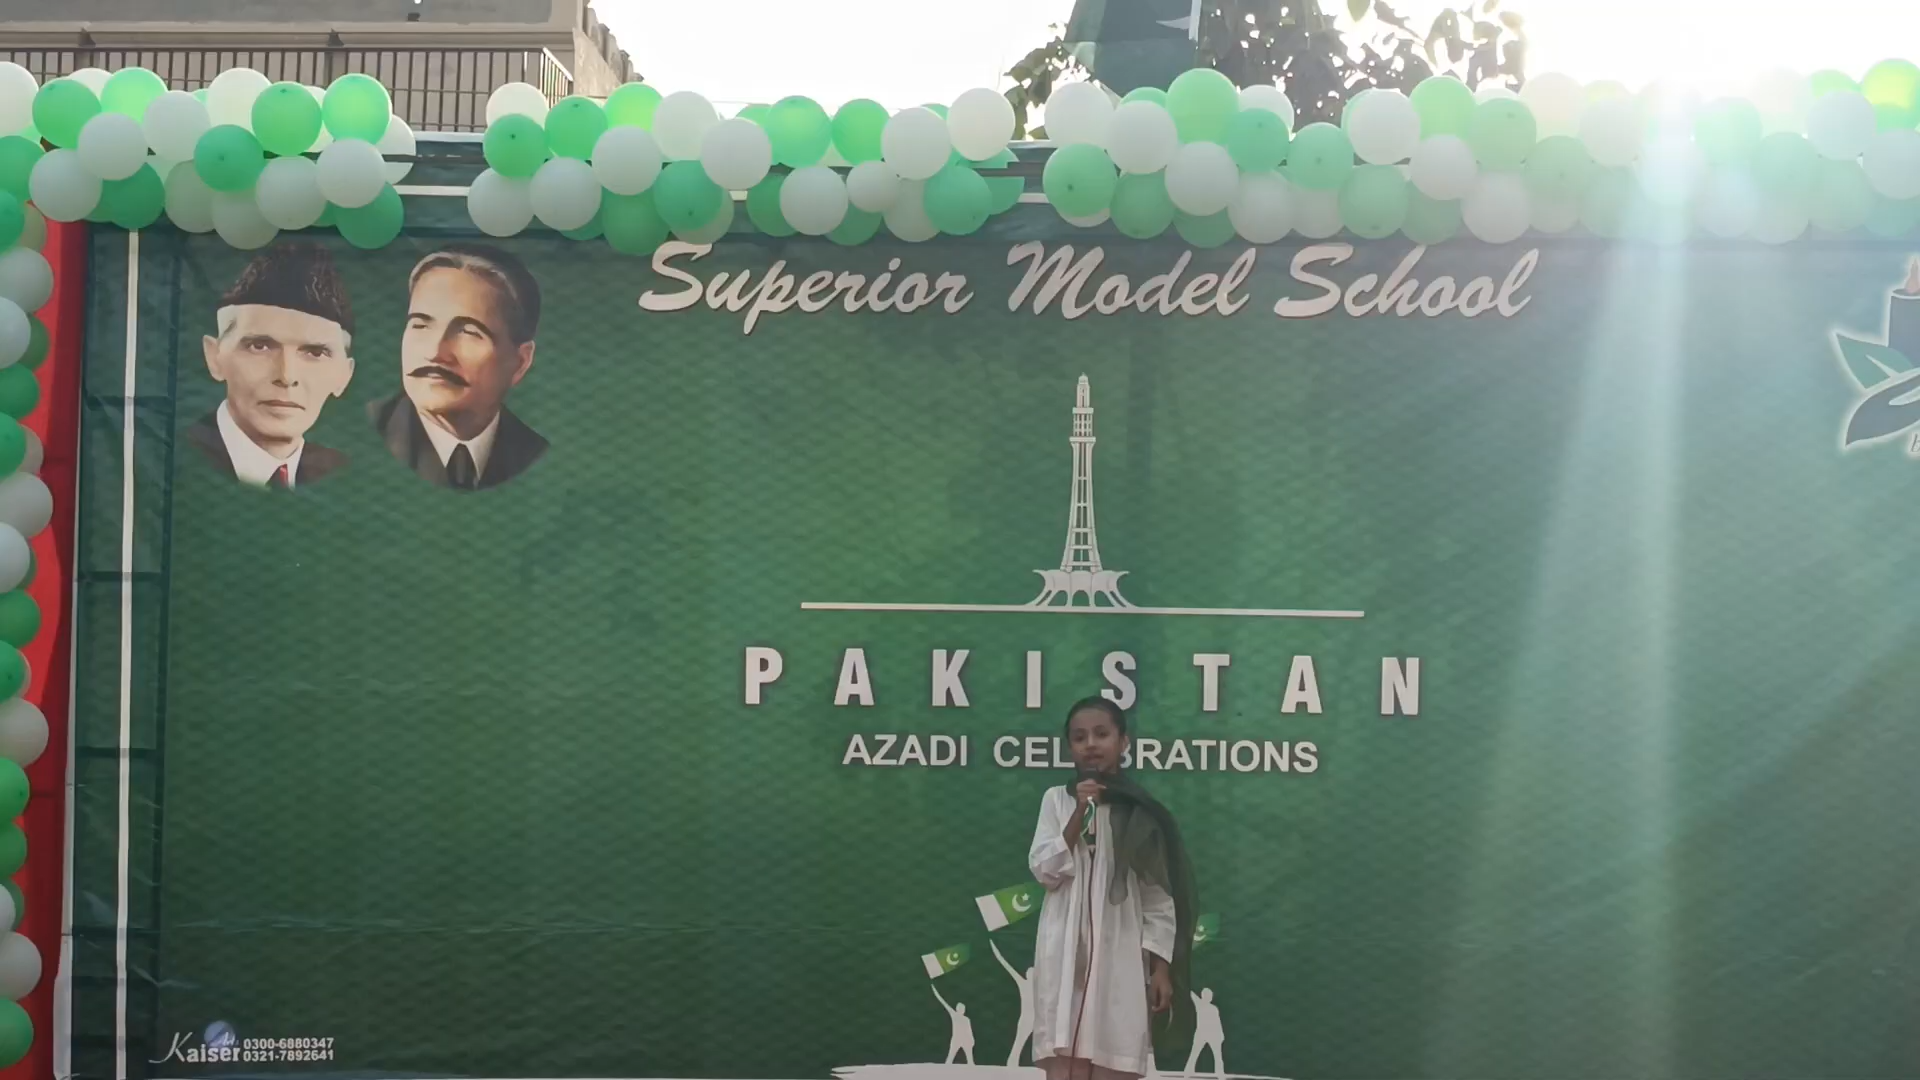 Superior Model School
PAKISTAN
AZADI CELEBRATIONS
Kaiser
0300-6880347
0321-7892641